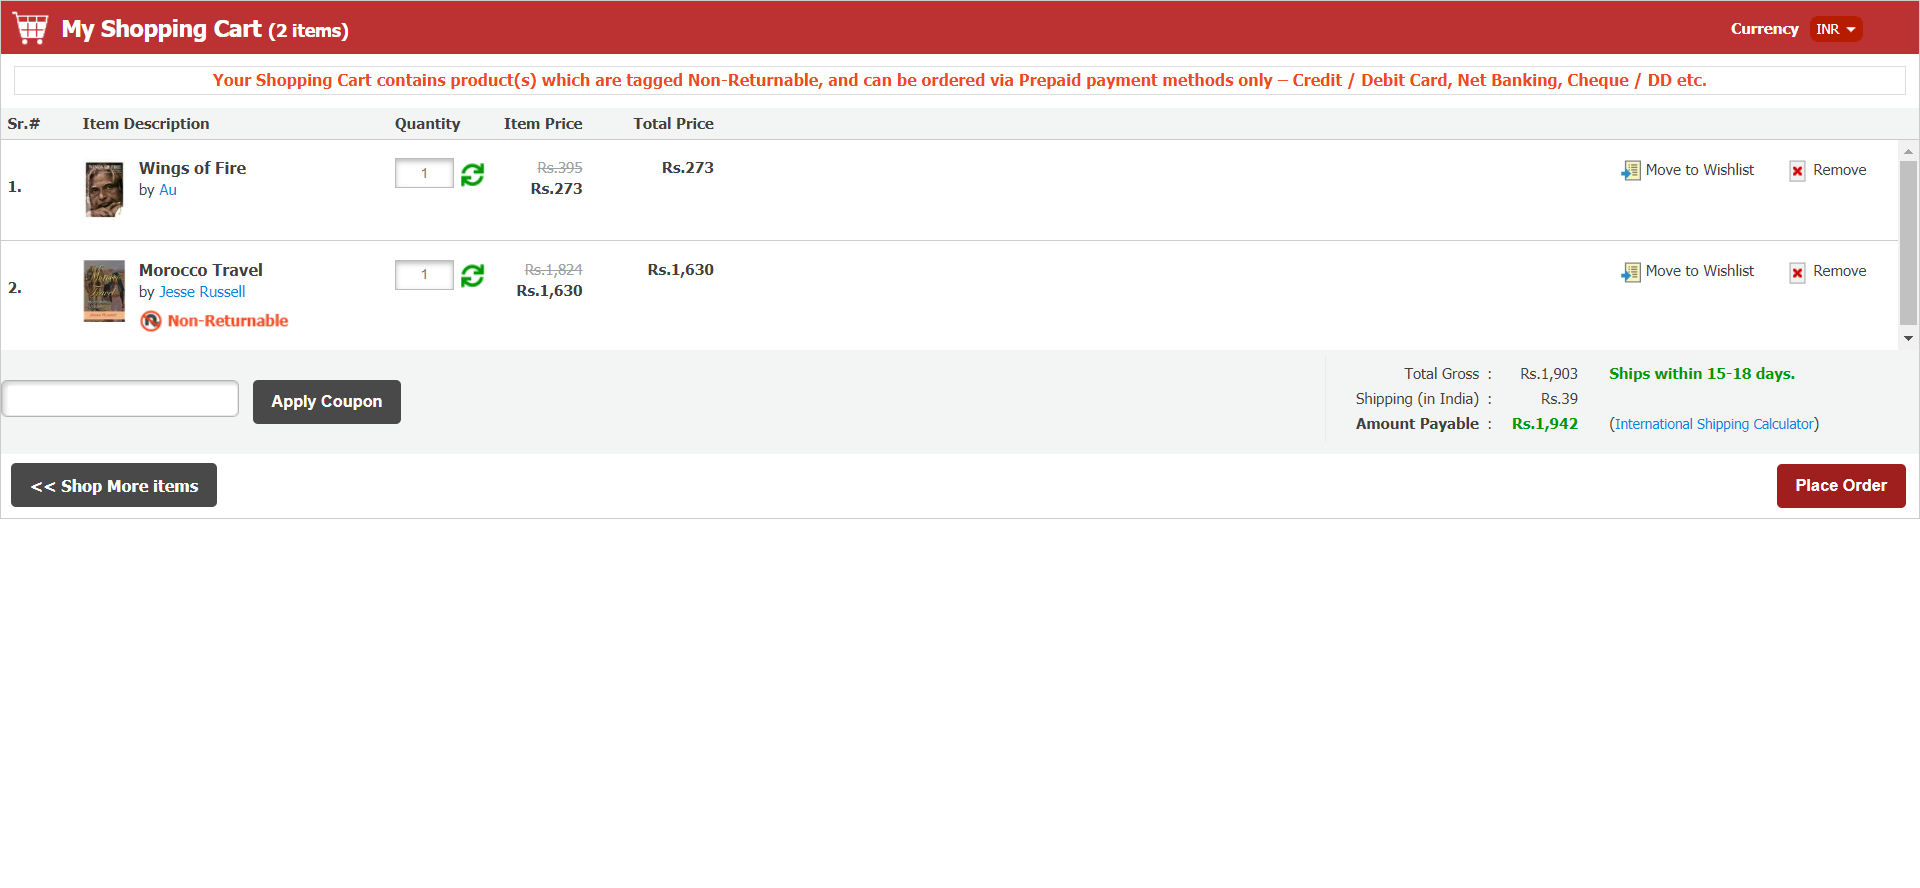 My Shopping Cart (2 items)
Currency INR
Your Shopping Cart contains product(s) which are tagged Non-Returnable, and can be ordered via Prepaid payment methods only – Credit / Debit Card, Net Banking, Cheque / DD etc.
Sr.# Item Description Quantity Item Price Total Price
1. Wings of Fire 1 Rs.395 Rs.273 Move to Wishlist Remove
by Au Rs.273
2. Morocco Travel 1 Rs.1,824 Rs.1,630 Move to Wishlist Remove
by Jesse Russell Rs.1,630
Non-Returnable
Total Gross : Rs.1,903 Ships within 15-18 days.
Apply Coupon Shipping (in India) : Rs.39
Amount Payable : Rs.1,942 (International Shipping Calculator)
<< Shop More items Place Order